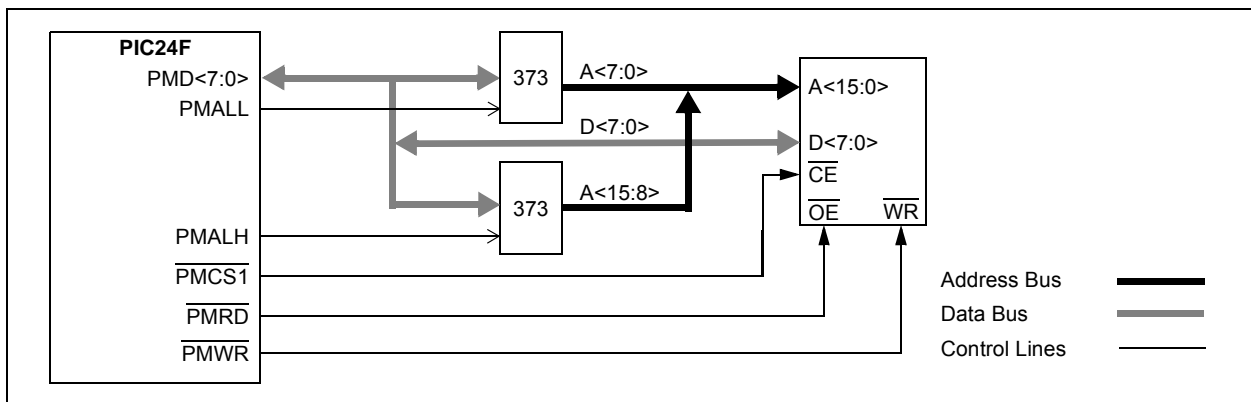 PIC24F
PMD<7:0>
PMALL
PMALH
PMCS1
PMRD
PMWR
373
A<7:0>
D<7:0>
373
A<15:8>
A<15:0>
D<7:0>
CE
OE WR
Address Bus
Data Bus
Control Lines